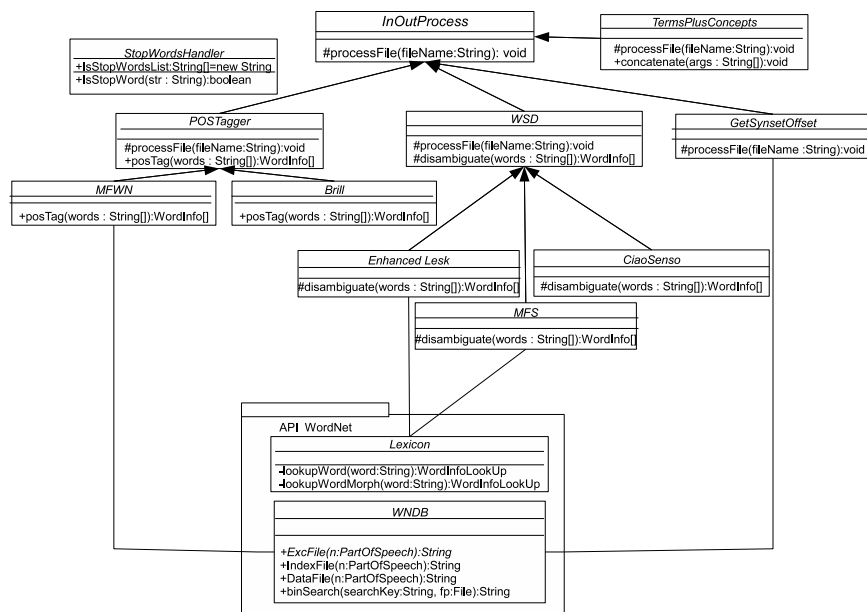 InOutProcess
#processFile(fileName:String): void
TermsPlusConcepts
#processFile(fileName:String):void
+concatenate(args : String[]):void
StopWordsHandler
+lsStopWordsList:String[]=new String
+IsStopWord(str : String):boolean
POSTagger
#processFile(fileName:String):void
+posTag(words : String[]):WordInfo[]
WSD
#processFile(fileName:String):void
#disambiguate(words : String[]):WordInfo[]
GetSynsetOffset
#processFile(fileName :String):void
MFWN
+posTag(words : String[]):WordInfo[]
Brill
+posTag(words : String[]):WordInfo[]
Enhanced Lesk
#disambiguate(words : String[]):WordInfo[]
CiaoSenso
#disambiguate(words : String[]):WordInfo[]
MFS
#disambiguate(words : String[]):WordInfo[]
API WordNet
Lexicon
-lookupWord(word:String):WordInfoLookUp
-lookupWordMorph(word:String):WordInfoLookUp
WNDB
+ExcFile(n:PartOfSpeech):String
+IndexFile(n:PartOfSpeech):String
+DataFile(n:PartOfSpeech):String
+binSearch(searchKey:String, fp:File):String